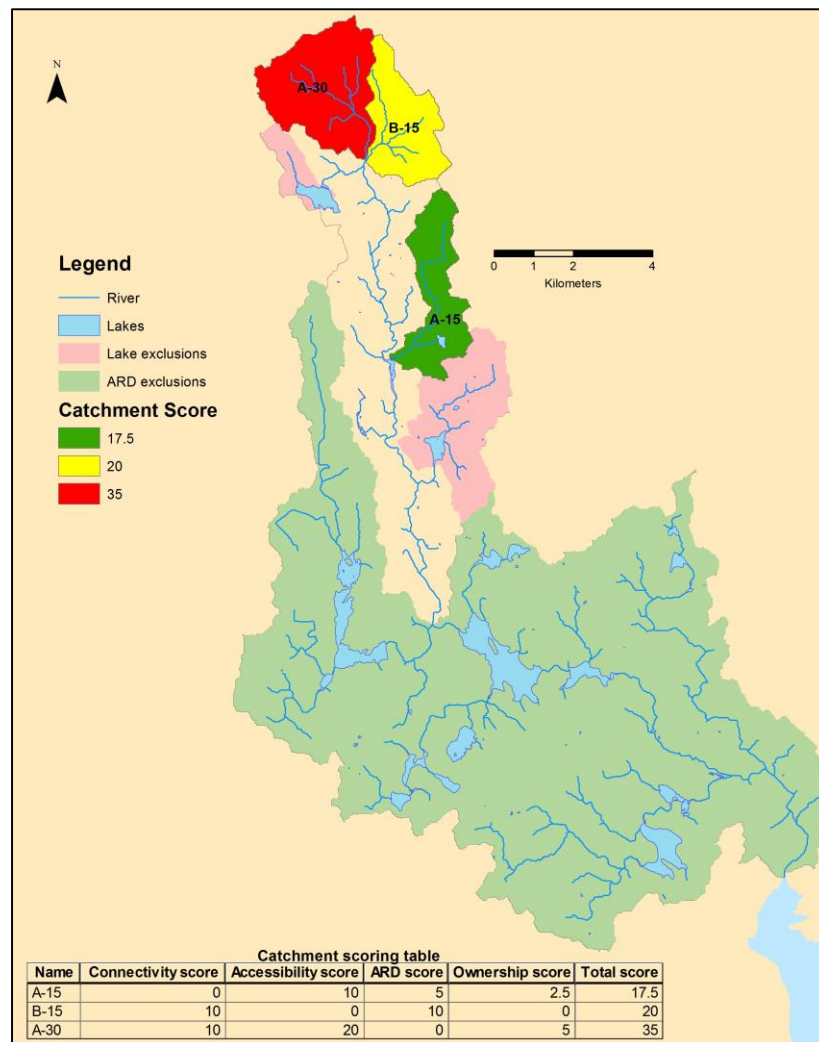 N
A-30
B-15
A-15
0 1 2 4
Kilometers
Legend
River
Lakes
Lake exclusions
ARD exclusions
Catchment Score
17.5
20
35
Catchment scoring table
Name Connectivity score Accessibility score ARD score Ownership score Total score
A-15 0 10 5 2.5 17.5
B-15 10 0 10 0 20
A-30 10 20 0 5 35